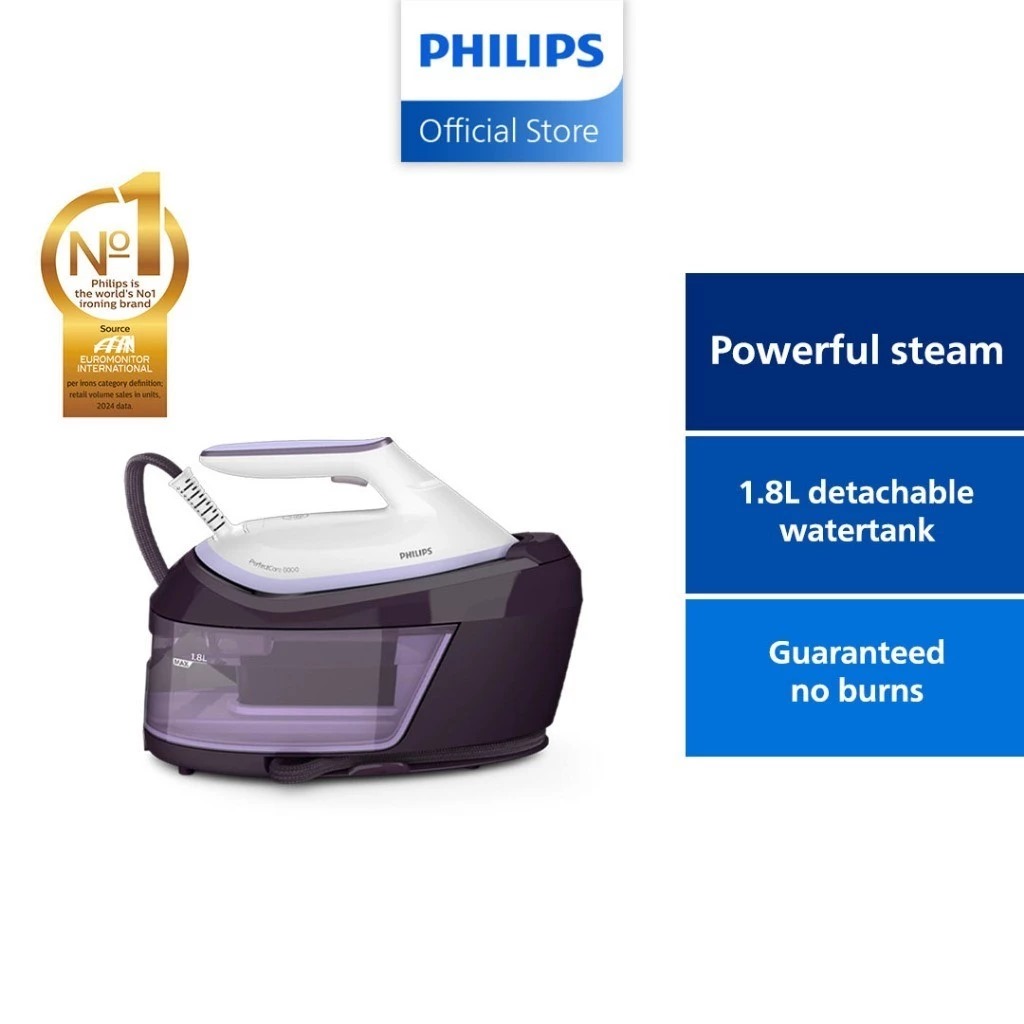 PHILIPS
Official Store
No1
Philips is
the world's No1
ironing brand
Source
EUROMONITOR
INTERNATIONAL
per irons category definition;
retail volume sales in units,
2024 data.
Powerful steam
1.8L detachable
watertank
Guaranteed
no burns
PHILIPS
PerfectCare 6000
1.8L
MAX